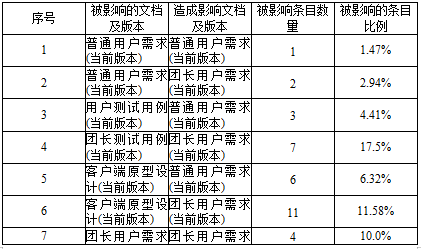 序号 被影响的文档及版本 造成影响文档及版本 被影响条目数量 被影响的条目比例
1 普通用户需求(当前版本) 普通用户需求(当前版本) 1 1.47%
2 普通用户需求(当前版本) 团长用户需求(当前版本) 2 2.94%
3 用户测试用例(当前版本) 普通用户需求(当前版本) 3 4.41%
4 团长测试用例(当前版本) 团长用户需求(当前版本) 7 17.5%
5 客户端原型设计(当前版本) 普通用户需求(当前版本) 6 6.32%
6 客户端原型设计(当前版本) 团长用户需求(当前版本) 11 11.58%
7 团长用户需求 团长用户需求 4 10.0%